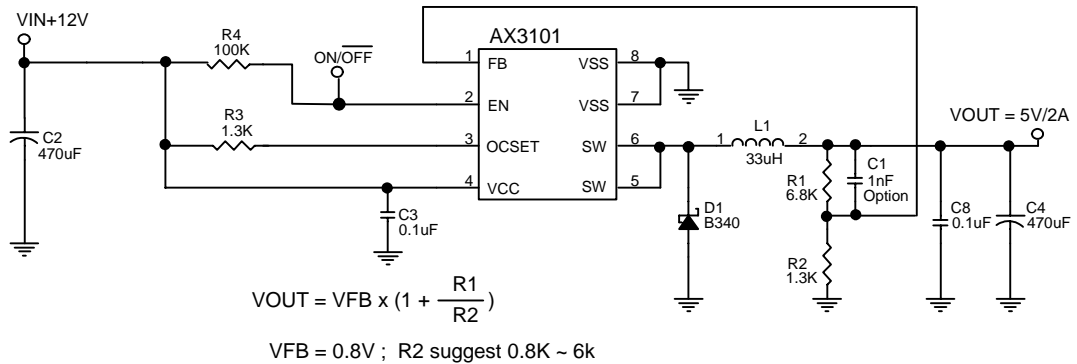 VIN+12V
R4
100K
ON/OFF
AX3101
1 FB VSS 8
2 EN VSS 7
R3
1.3K
3 OCSET SW 6
4 VCC SW 5
C2
470uF
C3
0.1uF
1 L1 2
33uH
D1
B340
R1
6.8K
C1
1nF
Option
R2
1.3K
VOUT = 5V/2A
C8
0.1uF
C4
470uF
VOUT = VFB x (1 + R1
R2 )
VFB = 0.8V ; R2 suggest 0.8K ~ 6k